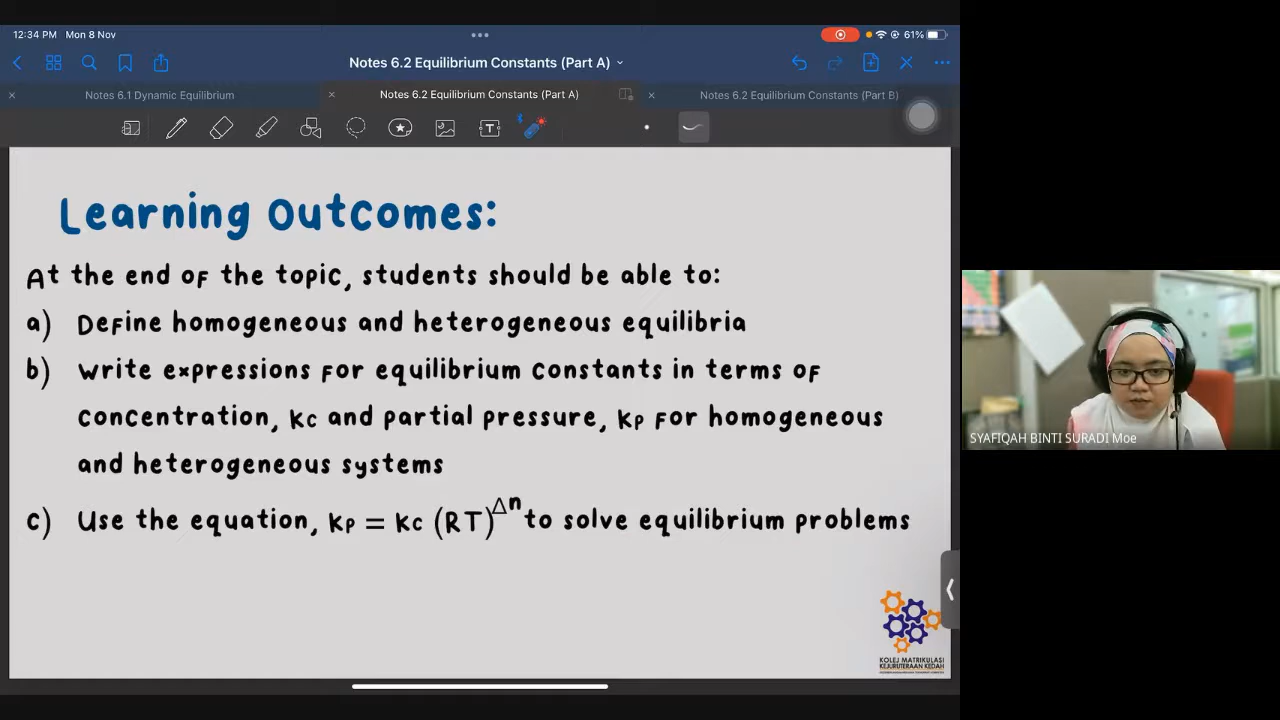 12:34 PM Mon 8 Nov
61%
Notes 6.2 Equilibrium Constants (Part A)
Notes 6.1 Dynamic Equilibrium
Notes 6.2 Equilibrium Constants (Part A)
Notes 6.2 Equilibrium Constants (Part B)
Learning Outcomes:
At the end of the topic, students should be able to:
a) Define homogeneous and heterogeneous equilibria
b) Write expressions for equilibrium constants in terms of
concentration, Kc and partial pressure, Kp for homogeneous
and heterogeneous systems
c) Use the equation, Kp = Kc (RT)^Δn to solve equilibrium problems
KOLEJ MATRIKULASI
KEJURUTERAAN KEDAH
SYAFIQAH BINTI SURADI Moe